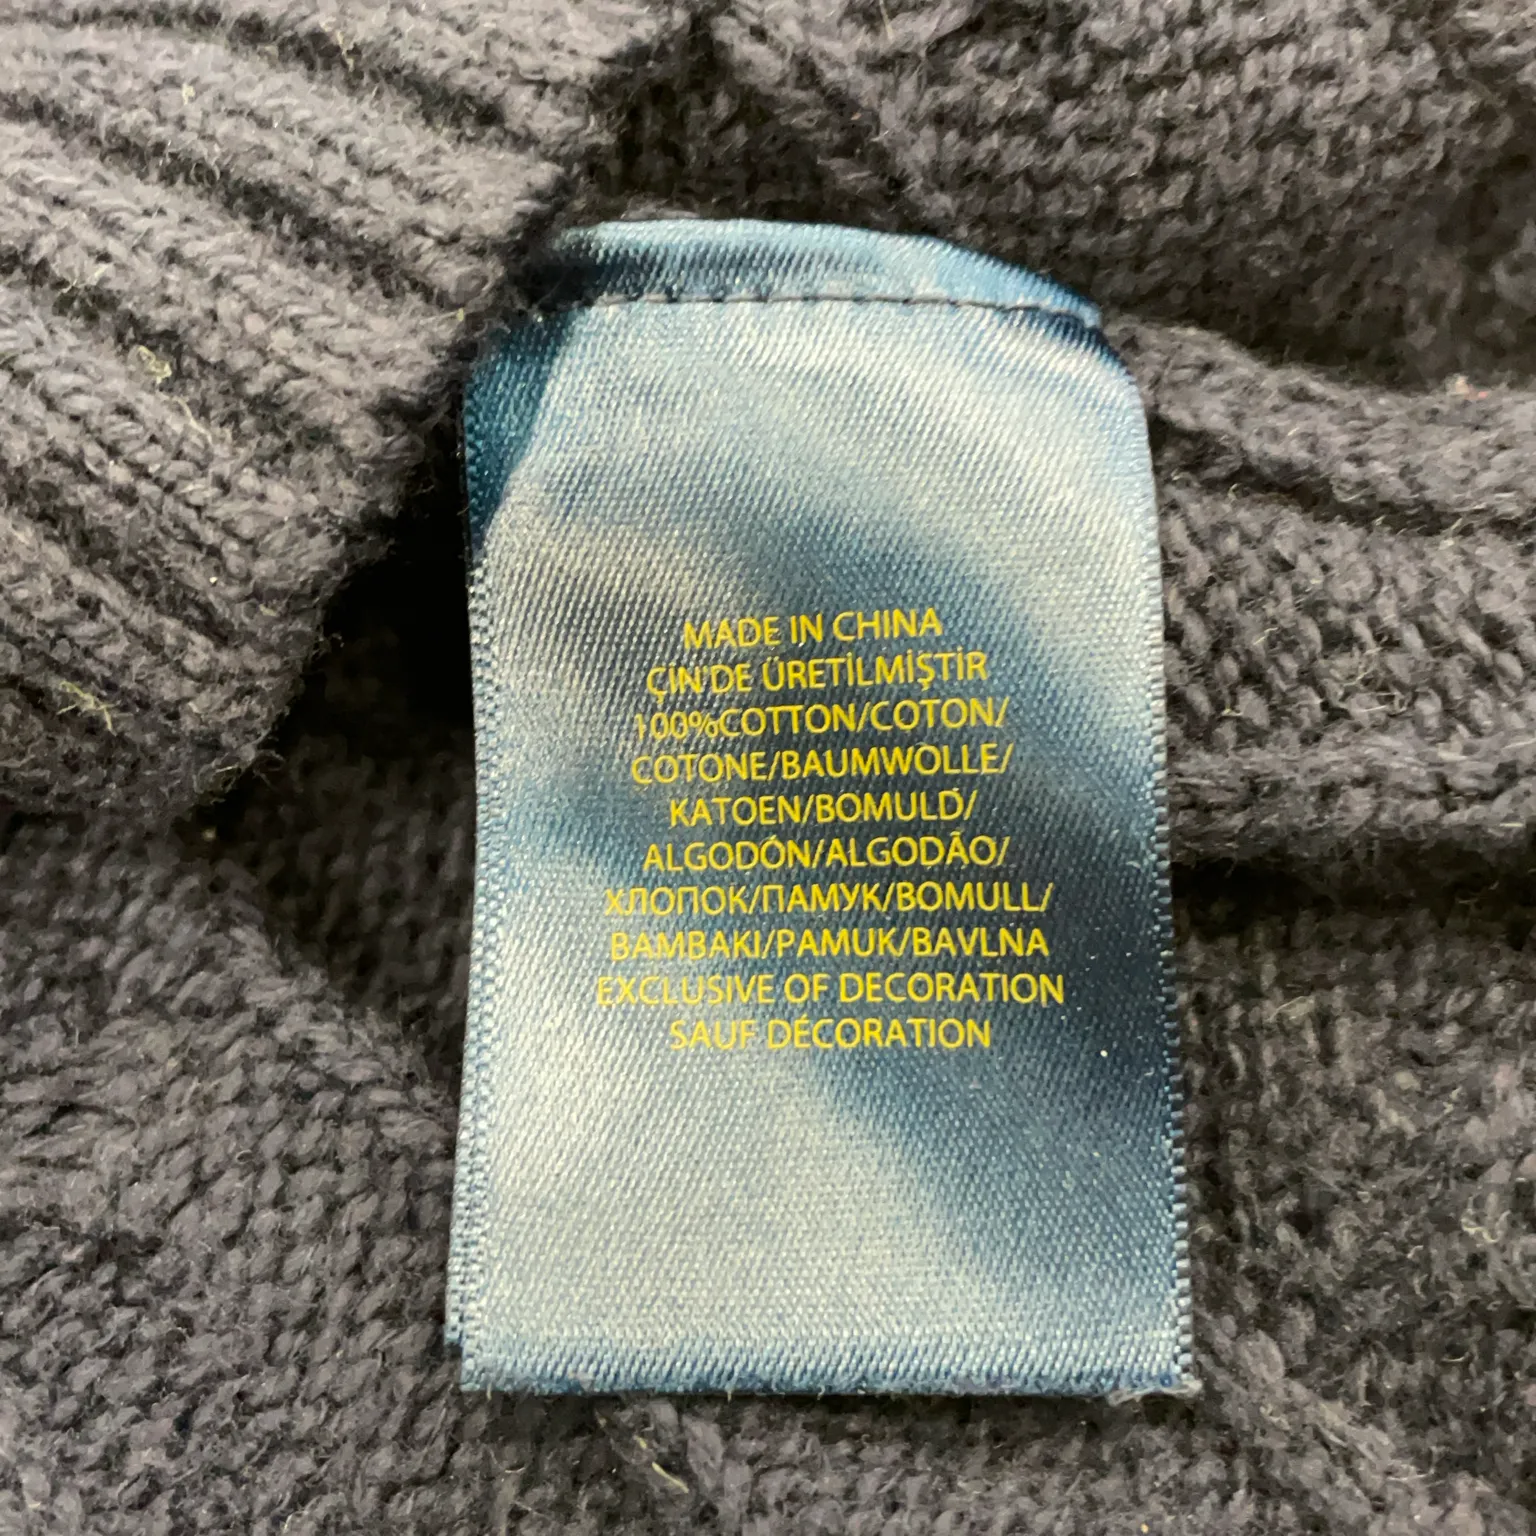 MADE IN CHINA
ÇİN'DE ÜRETİLMİŞTİR
100%COTTON/COTON/
COTONE/BAUMWOLLE/
KATOEN/BOMULD/
ALGODÓN/ALGODÃO/
ХЛОПОК/ПАМУК/BOMULL/
BAMBAKI/PAMUK/BAVLNA
EXCLUSIVE OF DECORATION
SAUF DÉCORATION